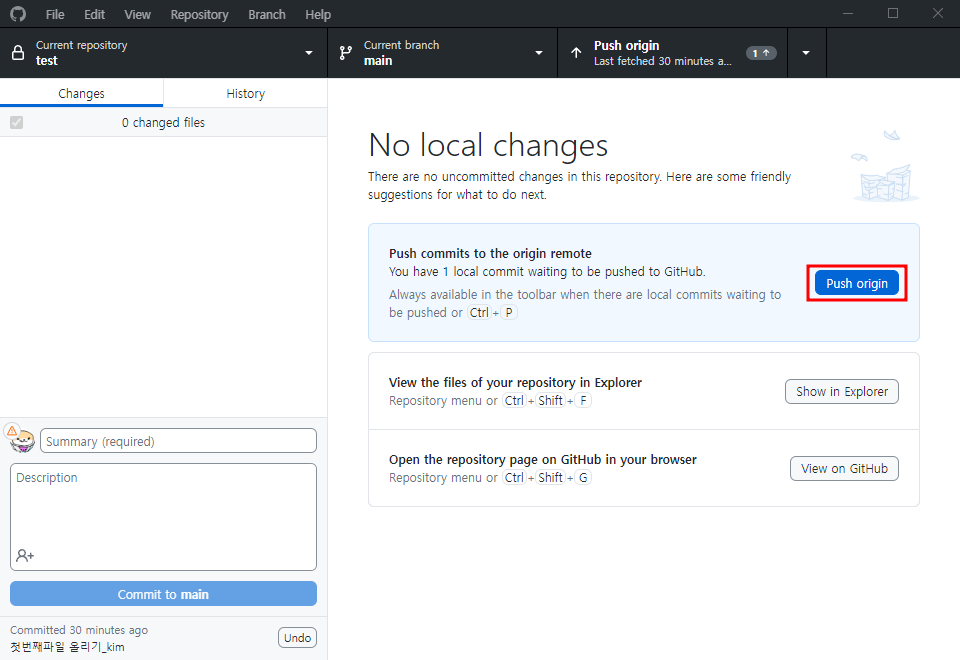 File Edit View Repository Branch Help
Current repository
test
Current branch
main
Push origin
Last fetched 30 minutes a...
1
Changes
History
0 changed files
No local changes
There are no uncommitted changes in this repository. Here are some friendly
suggestions for what to do next.
Push commits to the origin remote
You have 1 local commit waiting to be pushed to GitHub.
Always available in the toolbar when there are local commits waiting to
be pushed or Ctrl + P
Push origin
View the files of your repository in Explorer
Repository menu or Ctrl + Shift + F
Show in Explorer
Open the repository page on GitHub in your browser
Repository menu or Ctrl + Shift + G
View on GitHub
Summary (required)
Description
Commit to main
Committed 30 minutes ago
첫번째파일 올리기_kim
Undo